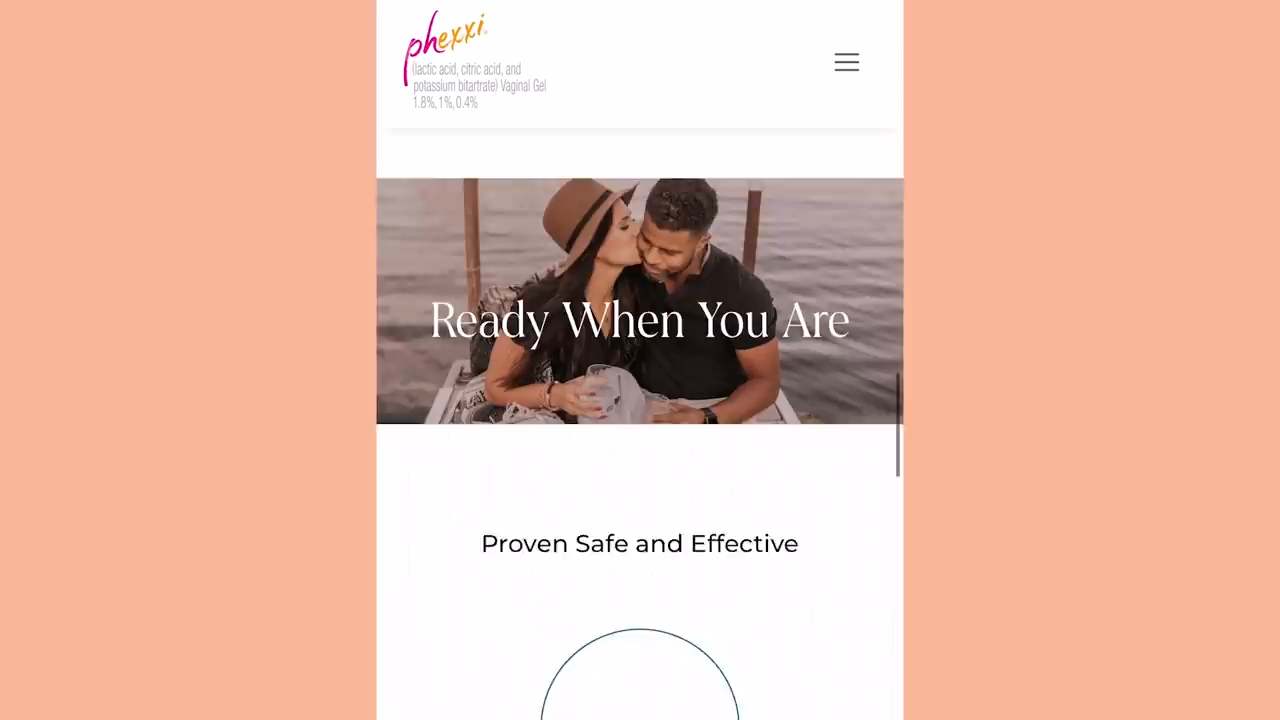 phexxi
(lactic acid, citric acid, and
potassium bitartrate) Vaginal Gel
1.8%, 1%, 0.4%
Ready When You Are
Proven Safe and Effective